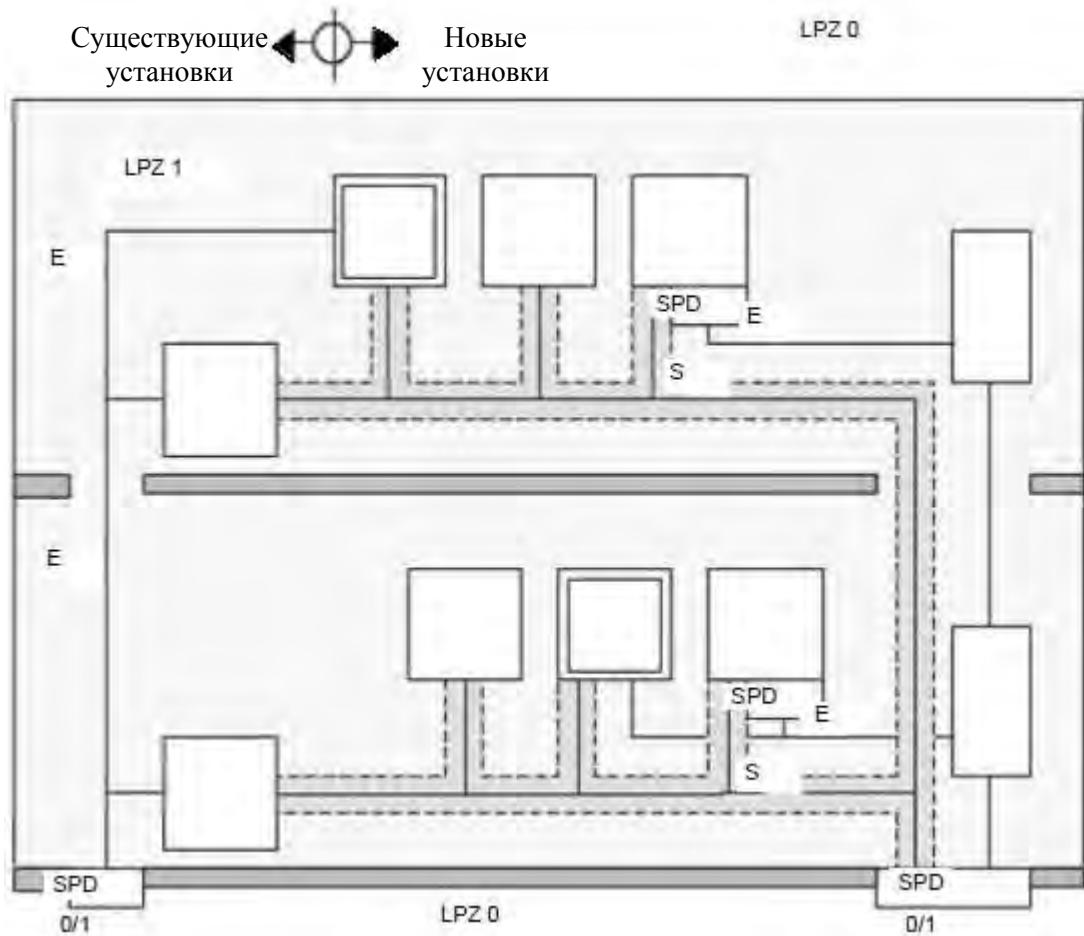 Существующие
установки
Новые
установки
LPZ 0
LPZ 1
E
SPD
E
S
E
SPD
E
S
SPD
0/1
LPZ 0
SPD
0/1